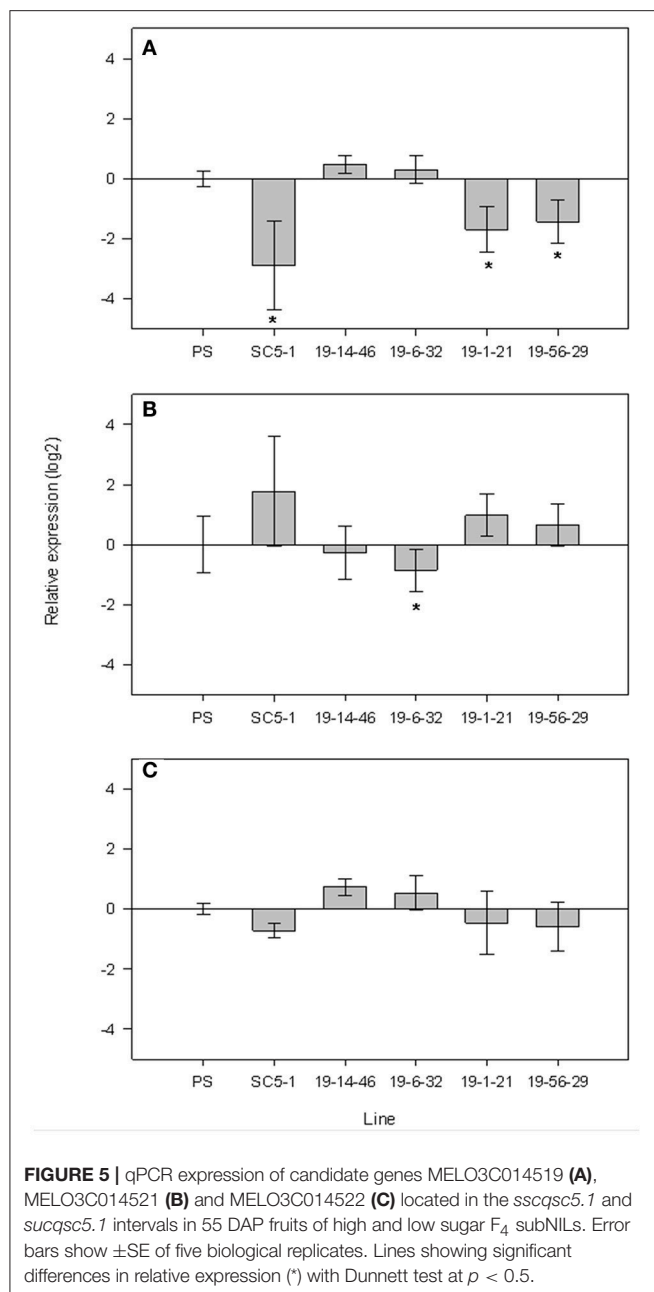 A
4
2
0
-2
-4
PS SC5-1 19-14-46 19-6-32 19-1-21 19-56-29
* * *
B
4
2
0
-2
-4
PS SC5-1 19-14-46 19-6-32 19-1-21 19-56-29
*
Relative expression (log2)
C
4
2
0
-2
-4
PS SC5-1 19-14-46 19-6-32 19-1-21 19-56-29
Line
FIGURE 5 | qPCR expression of candidate genes MELO3C014519 (A),
MELO3C014521 (B) and MELO3C014522 (C) located in the sscqsc5.1 and
sucqsc5.1 intervals in 55 DAP fruits of high and low sugar F4 subNILs. Error
bars show ±SE of five biological replicates. Lines showing significant
differences in relative expression (*) with Dunnett test at p < 0.5.